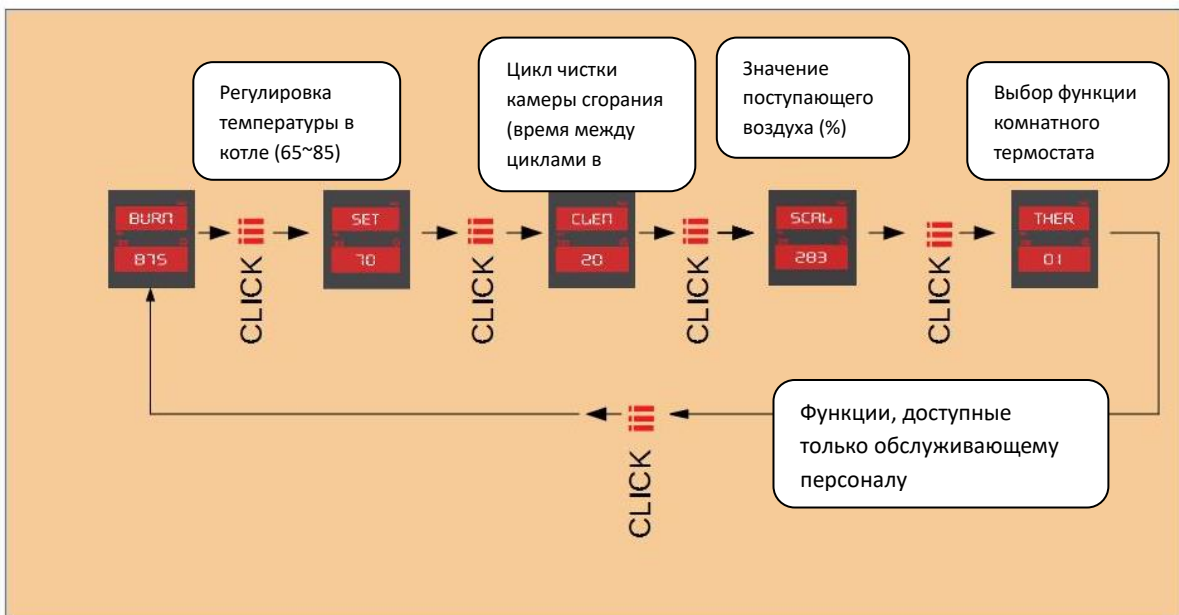 Регулировка
температуры в
котле (65~85)
Цикл чистки
камеры сгорания
(время между
циклами в
Значение
поступающего
воздуха (%)
Выбор функции
комнатного
термостата
BURN
875
CLICK
SET
70
CLICK
CLEN
20
CLICK
SCAL
283
CLICK
THER
01
CLICK
Функции, доступные
только обслуживающему
персоналу